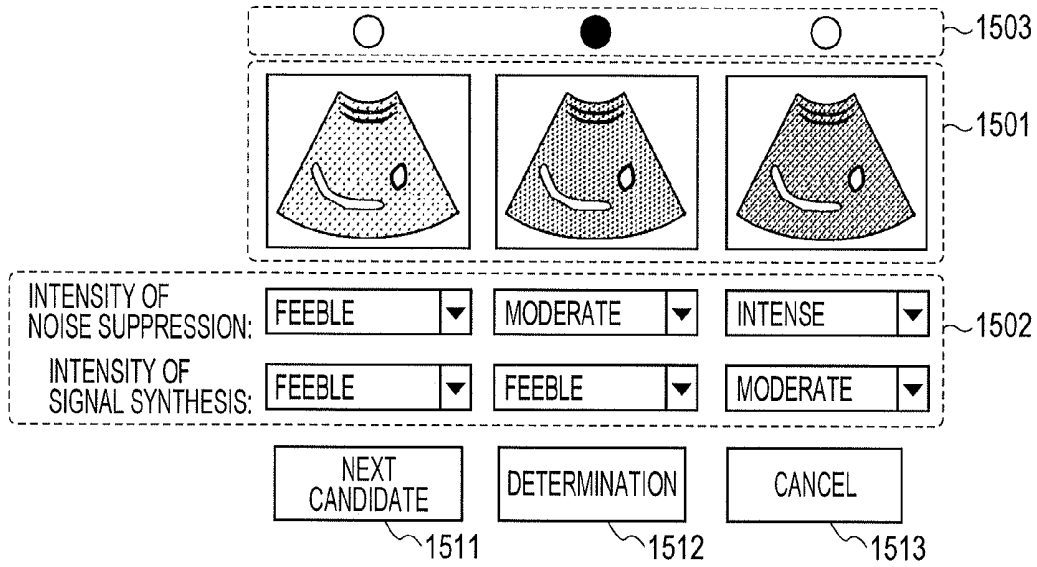 1503
1501
INTENSITY OF
NOISE SUPPRESSION: FEEBLE MODERATE INTENSE
1502
INTENSITY OF
SIGNAL SYNTHESIS: FEEBLE FEEBLE MODERATE
NEXT
CANDIDATE
DETERMINATION
CANCEL
1511
1512
1513